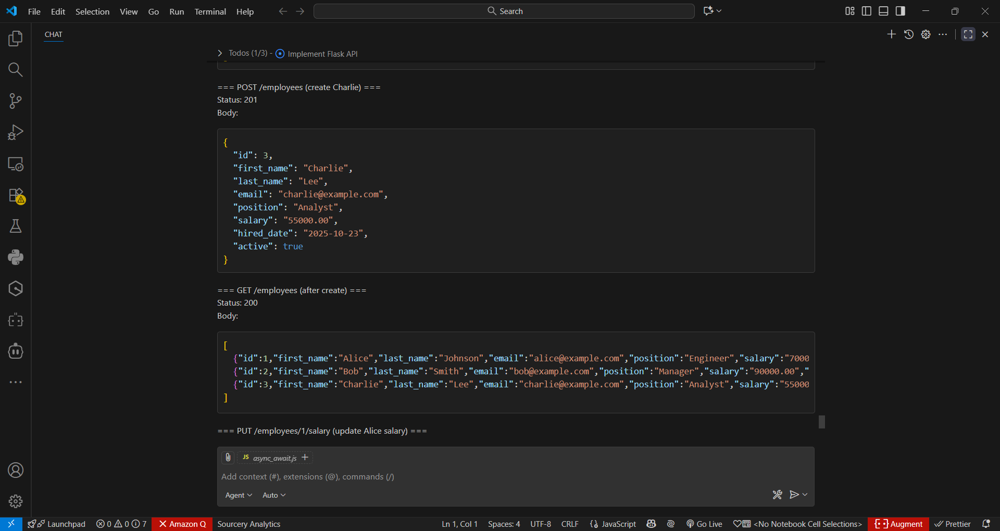 File Edit Selection View Go Run Terminal Help
Search
CHAT
Todos (1/3) - Implement Flask API
=== POST /employees (create Charlie) ===
Status: 201
Body:
{
"id": 3,
"first_name": "Charlie",
"last_name": "Lee",
"email": "charlie@example.com",
"position": "Analyst",
"salary": "55000.00",
"hired_date": "2025-10-23",
"active": true
}
=== GET /employees (after create) ===
Status: 200
Body:
[
{"id":1,"first_name":"Alice","last_name":"Johnson","email":"alice@example.com","position":"Engineer","salary":"7000
{"id":2,"first_name":"Bob","last_name":"Smith","email":"bob@example.com","position":"Manager","salary":"90000.00","
{"id":3,"first_name":"Charlie","last_name":"Lee","email":"charlie@example.com","position":"Analyst","salary":"55000
]
=== PUT /employees/1/salary (update Alice salary) ===
JS async_await.js
Add context (#), extensions (@), commands (/)
Agent Auto
Launchpad 0 0 7 Amazon Q Sourcery Analytics Ln 1, Col 1 Spaces: 4 UTF-8 CRLF JavaScript Go Live <No Notebook Cell Selections> Augment Prettier